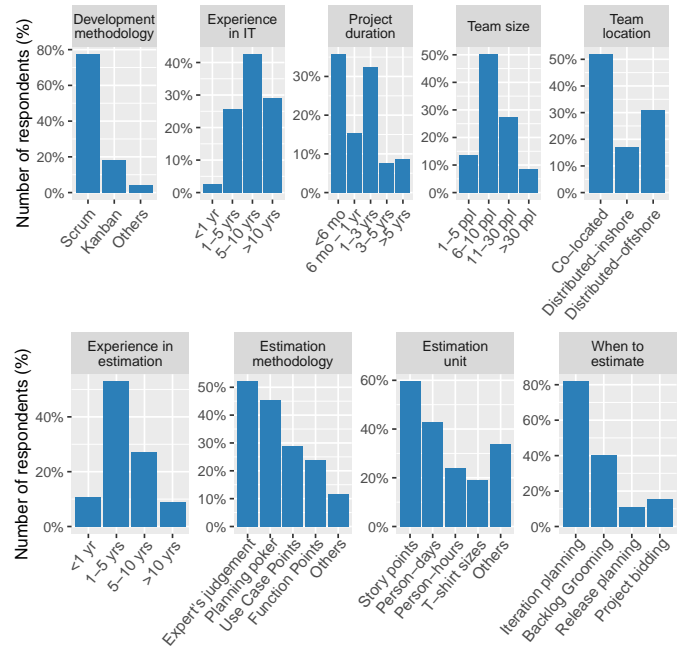 Development
methodology
Experience
in IT
Project
duration
Team size
Team
location
Number of respondents (%)
80%
60%
40%
20%
0%
Scrum
Kanban
Others
40%
30%
20%
10%
0%
<1 yr
1–5 yrs
5–10 yrs
>10 yrs
30%
20%
10%
0%
<6 mo
6 mo – 1 yr
1–3 yrs
3–5 yrs
>5 yrs
50%
40%
30%
20%
10%
0%
1–5 ppl
6–10 ppl
11–30 ppl
>30 ppl
50%
40%
30%
20%
10%
0%
Co–located
Distributed–inshore
Distributed–offshore
Experience in
estimation
Estimation
methodology
Estimation
unit
When to
estimate
Number of respondents (%)
40%
20%
0%
<1 yr
1–5 yrs
5–10 yrs
>10 yrs
50%
40%
30%
20%
10%
0%
Expert's judgement
Planning poker
Use Case Points
Function Points
Others
60%
40%
20%
0%
Story points
Person–days
Person–hours
T–shirt sizes
Others
80%
60%
40%
20%
0%
Iteration planning
Backlog Grooming
Release planning
Project bidding